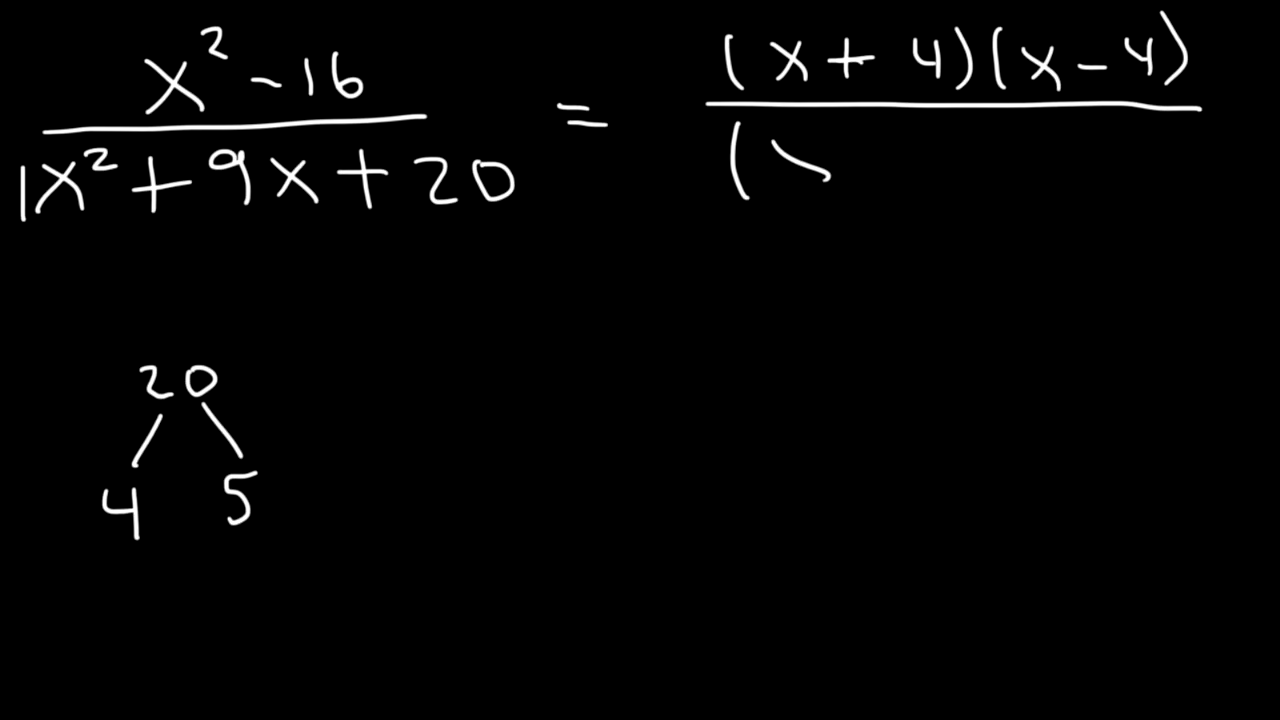 x² - 16 / 1x² + 9x + 20 = (x + 4)(x - 4) / (
20
4 5